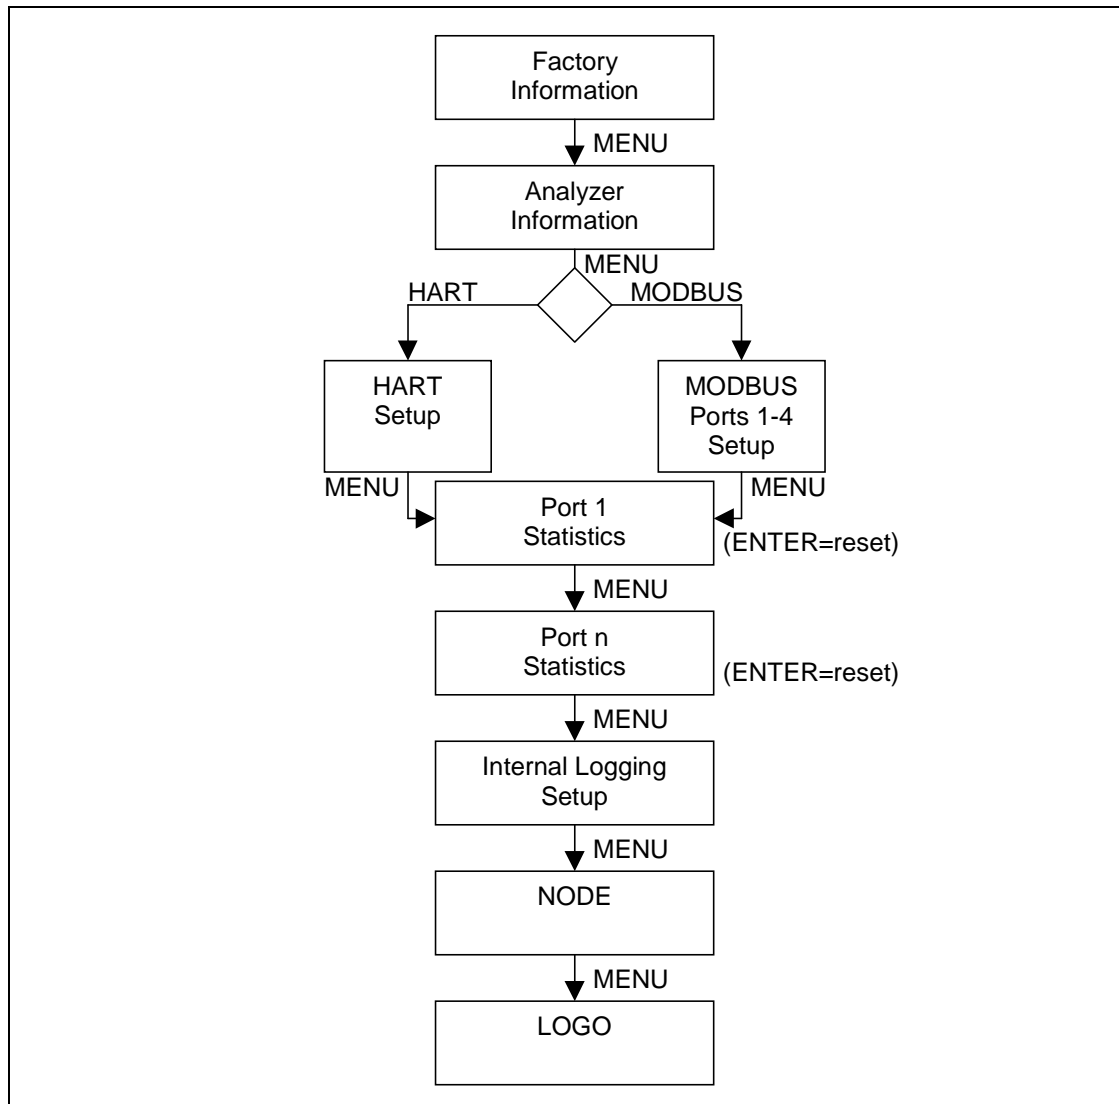 Factory
Information
MENU
Analyzer
Information
MENU
HART
MODBUS
HART
Setup
MODBUS
Ports 1-4
Setup
MENU
MENU
Port 1
Statistics
(ENTER=reset)
MENU
Port n
Statistics
(ENTER=reset)
MENU
Internal Logging
Setup
MENU
NODE
MENU
LOGO